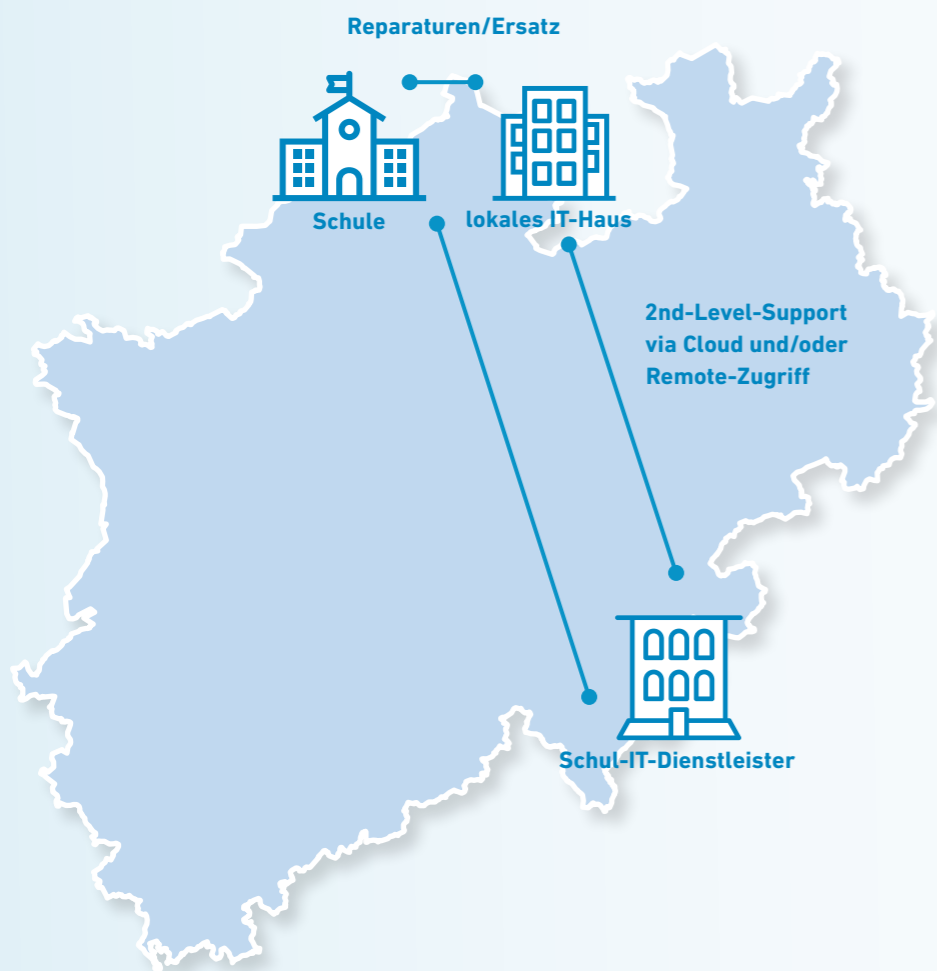 Reparaturen/Ersatz
Schule
lokales IT-Haus
2nd-Level-Support
via Cloud und/oder
Remote-Zugriff
Schul-IT-Dienstleister